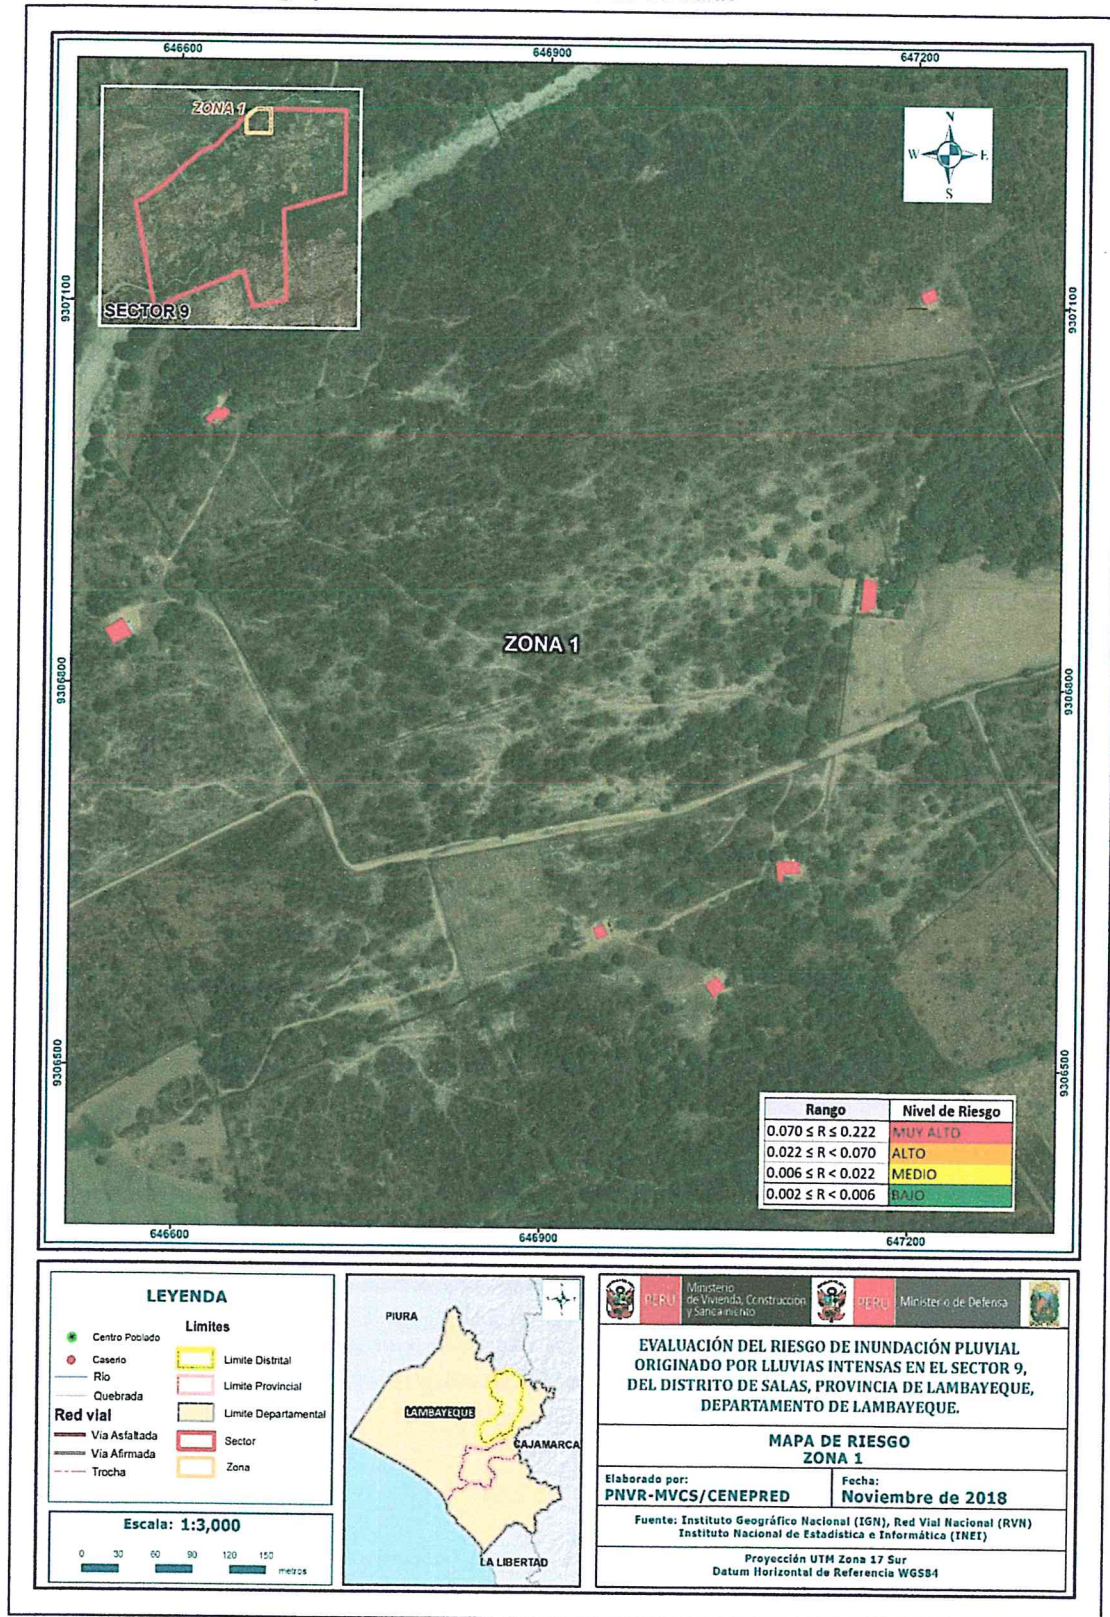 646600
646900
647200
ZONA 1
SECTOR 9
N
W
E
S
9307100
9307100
ZONA 1
9306800
9306800
9306500
9306500
Rango Nivel de Riesgo
0.070 ≤ R ≤ 0.222 MUY ALTO
0.022 ≤ R < 0.070 ALTO
0.006 ≤ R < 0.022 MEDIO
0.002 ≤ R < 0.006 BAJO
646600
646900
647200
LEYENDA
Centro Poblado
Caserio
Rio
Quebrada
Red vial
Via Asfaltada
Via Afirmada
Trocha
Limites
Limite Distrital
Limite Provincial
Limite Departamental
Sector
Zona
Escala: 1:3,000
0 30 60 90 120 150
metros
PIURA
LAMBAYEQUE
CAJAMARCA
LA LIBERTAD
PERÚ
Ministerio
de Vivienda, Construcción
y Saneamiento
PERÚ
Ministerio de Defensa
EVALUACIÓN DEL RIESGO DE INUNDACIÓN PLUVIAL
ORIGINADO POR LLUVIAS INTENSAS EN EL SECTOR 9,
DEL DISTRITO DE SALAS, PROVINCIA DE LAMBAYEQUE,
DEPARTAMENTO DE LAMBAYEQUE.
MAPA DE RIESGO
ZONA 1
Elaborado por:
PNVR-MVCS/CENEPRED
Fecha:
Noviembre de 2018
Fuente: Instituto Geográfico Nacional (IGN), Red Vial Nacional (RVN)
Instituto Nacional de Estadística e Informática (INEI)
Proyección UTM Zona 17 Sur
Datum Horizontal de Referencia WGS84